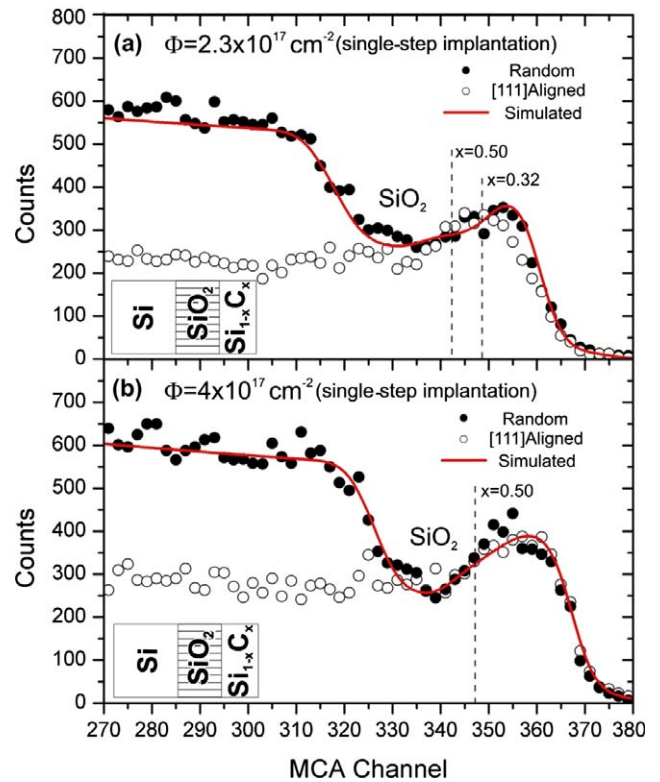 800
(a) Φ=2.3x10¹⁷ cm⁻² (single-step implantation)
700
Random
[111]Aligned
600
Simulated
500
x=0.50
x=0.32
400
SiO₂
300
200
100
Si
SiO₂
Si₁₋ₓCₓ
0
Counts
(b) Φ=4x10¹⁷ cm⁻² (single-step implantation)
700
Random
[111]Aligned
600
Simulated
500
x=0.50
SiO₂
400
300
200
100
Si
SiO₂
Si₁₋ₓCₓ
0
Counts
270 280 290 300 310 320 330 340 350 360 370 380
MCA Channel